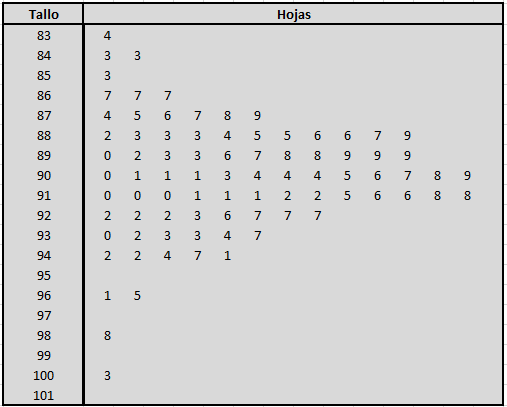 Tallo Hojas
83 4
84 3 3
85 3
86 7 7 7
87 4 5 6 7 8 9
88 2 3 3 3 4 5 5 6 6 7 9
89 0 2 3 3 6 7 8 8 9 9 9
90 0 1 1 1 3 4 4 4 5 6 7 8 9
91 0 0 0 1 1 1 2 2 5 6 6 8 8
92 2 2 2 3 6 7 7 7
93 0 2 3 3 4 7
94 2 2 4 7 1
95
96 1 5
97
98 8
99
100 3
101